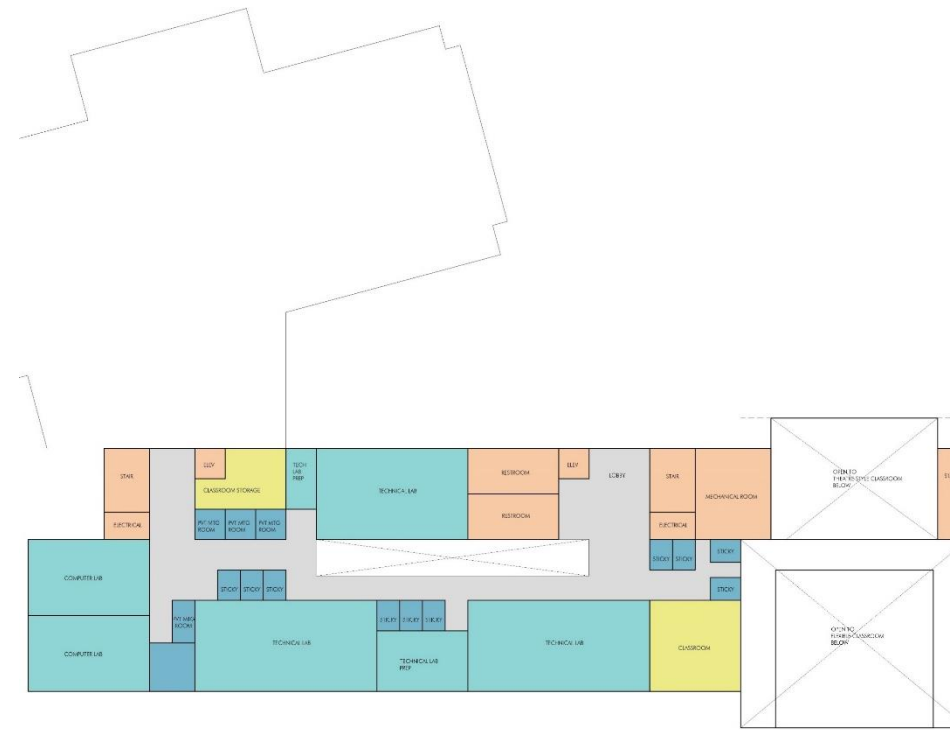 OPEN TO
THEATRE STYLE CLASSROOM
BELOW
STAIR
ELEV
CLASSROOM STORAGE
TECH
LAB
PREP
TECHNICAL LAB
RESTROOM
ELEV
LOBBY
STAIR
MECHANICAL ROOM
RESTROOM
ELECTRICAL
PVT MTG
ROOM
PVT MTG
ROOM
PVT MTG
ROOM
ELECTRICAL
STICKY
STICKY
STICKY
COMPUTER LAB
STICKY
STICKY
STICKY
STICKY
PVT MTG
ROOM
STICKY
STICKY
STICKY
OPEN TO
FLEXIBLE CLASSROOM
BELOW
TECHNICAL LAB
TECHNICAL LAB
CLASSROOM
COMPUTER LAB
TECHNICAL LAB
PREP